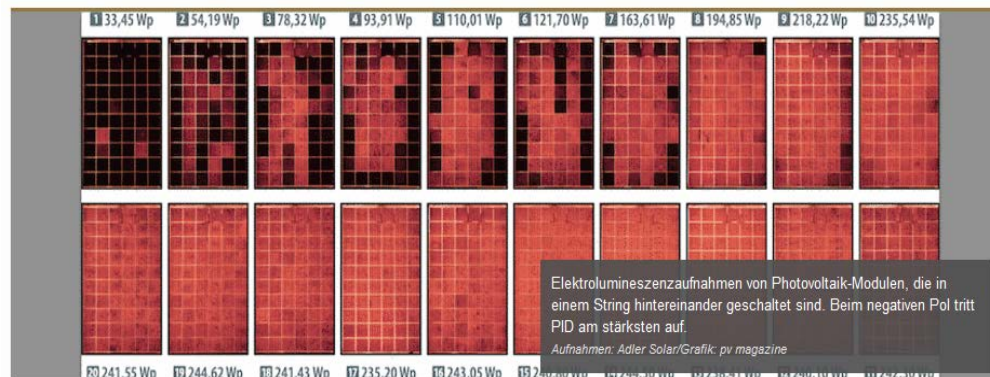 1 33,45 Wp 2 54,19 Wp 3 78,32 Wp 4 93,91 Wp 5 110,01 Wp 6 121,70 Wp 7 163,61 Wp 8 194,85 Wp 9 218,22 Wp 10 235,54 Wp
Elektrolumineszenzaufnahmen von Photovoltaik-Modulen, die in
einem String hintereinander geschaltet sind. Beim negativen Pol tritt
PID am stärksten auf.
Aufnahmen: Adler Solar/Grafik: pv magazine
20 241,55 Wp 19 244,62 Wp 18 241,43 Wp 17 235,20 Wp 16 243,05 Wp 15